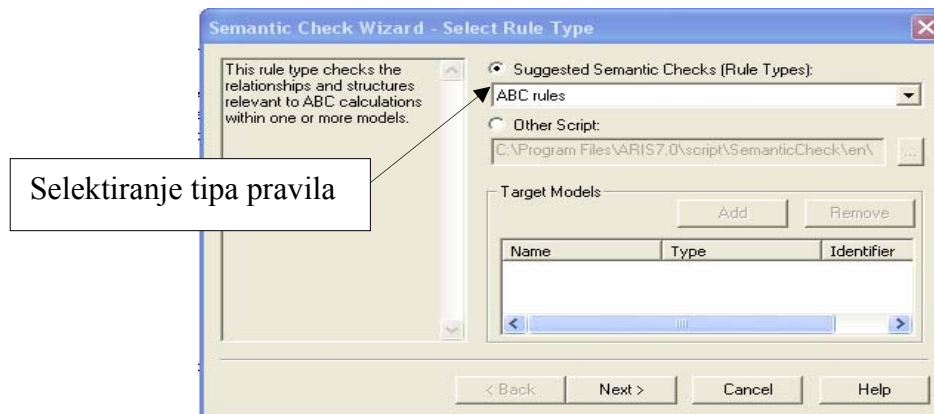 Semantic Check Wizard - Select Rule Type
This rule type checks the
relationships and structures
relevant to ABC calculations
within one or more models.
Suggested Semantic Checks (Rule Types):
ABC rules
Other Script:
C:\Program Files\ARIS7.0\script\SemanticCheck\en\
...
Selektiranje tipa pravila
Target Models
Add
Remove
Name
Type
Identifier
< Back
Next >
Cancel
Help